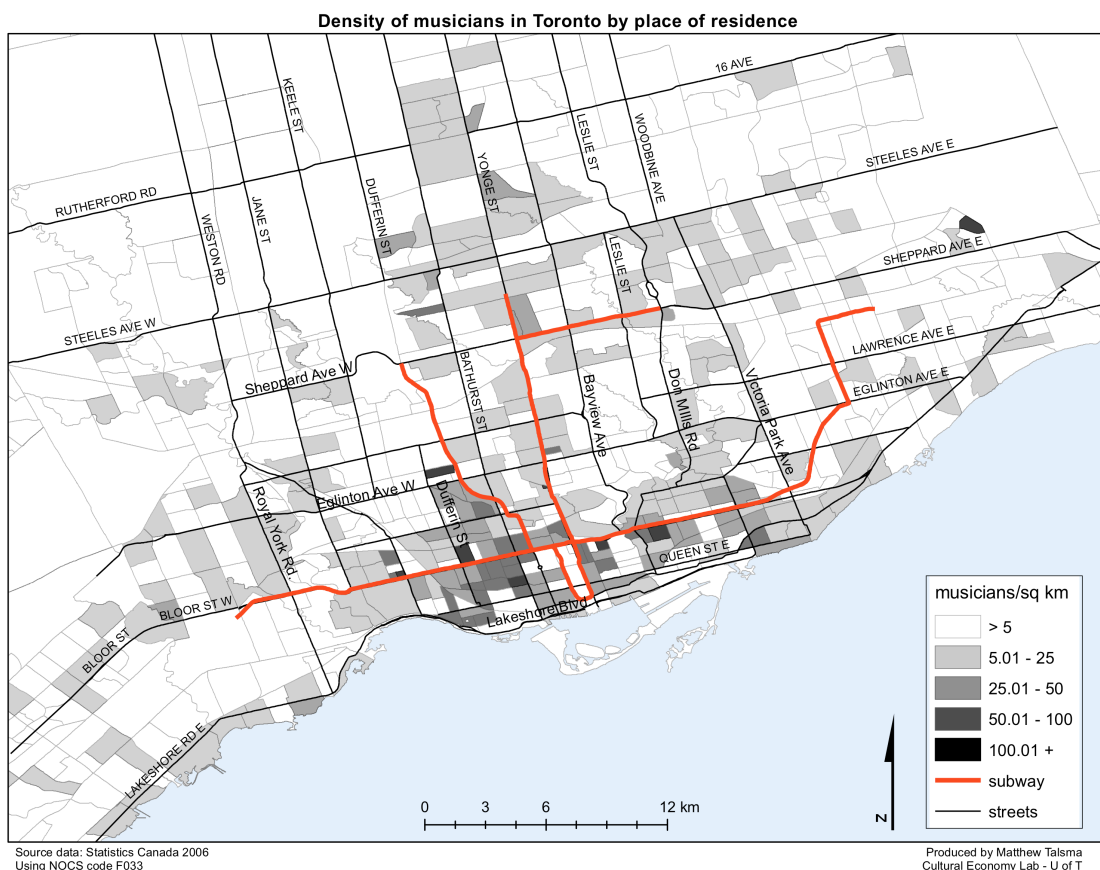 Density of musicians in Toronto by place of residence
16 AVE
KEELE ST
LESLIE ST
WOODBINE AVE
STEELES AVE E
YONGE ST
DUFFERIN ST
RUTHERFORD RD
JANE ST
WESTON RD
LESLIE ST
SHEPPARD AVE E
STEELES AVE W
LAWRENCE AVE E
Sheppard Ave W
BATHURST ST
Bayview Ave
Don Mills Rd
Victoria Park Ave
EGLINTON AVE E
Eglinton Ave W
Royal York Rd.
Dufferin St
QUEEN ST E
BLOOR ST W
Lakeshore Blvd
BLOOR ST
LAKESHORE RD E
musicians/sq km
> 5
5.01 - 25
25.01 - 50
50.01 - 100
100.01 +
subway
streets
0 3 6 12 km
N
Source data: Statistics Canada 2006
Using NOCS code F033
Produced by Matthew Talsma
Cultural Economy Lab - U of T